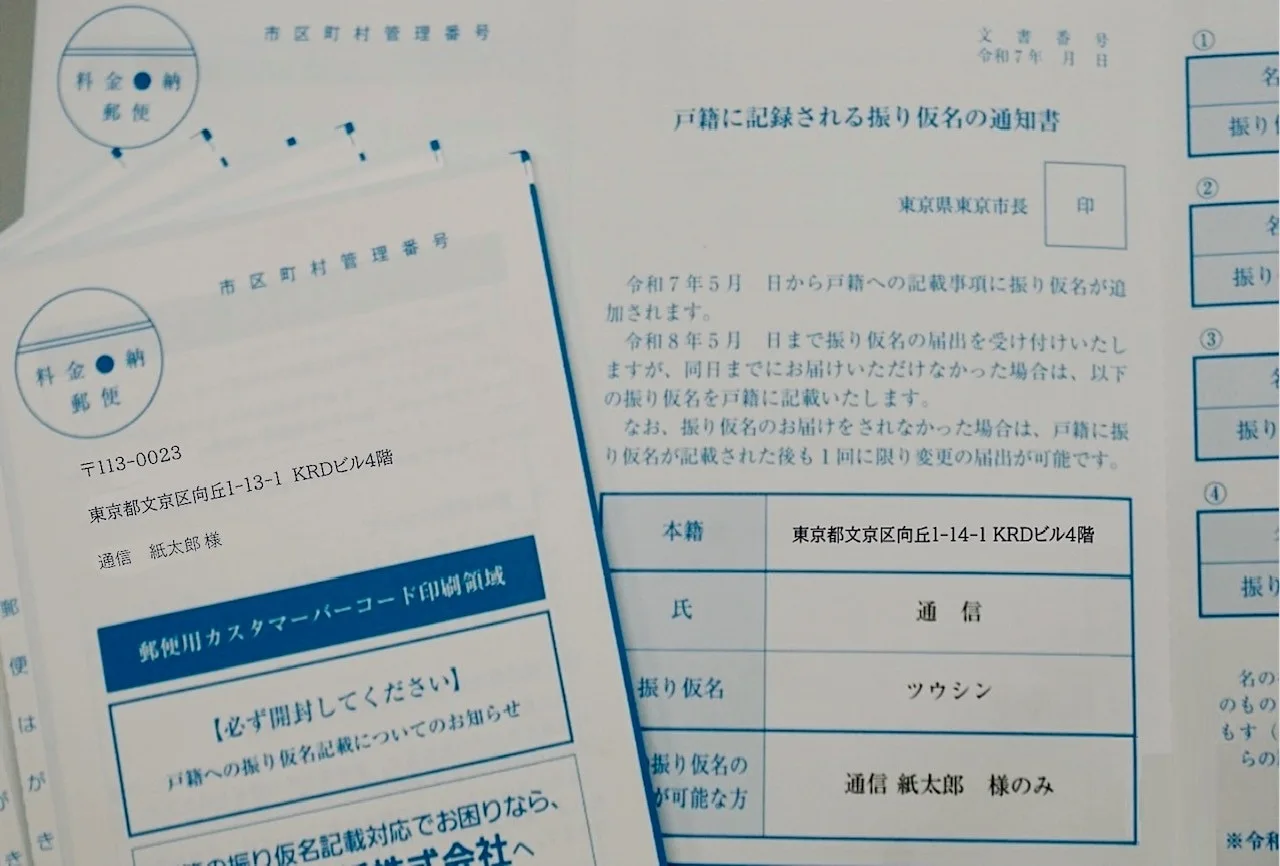 市区町村管理番号
料金●納
郵便
市区町村管理番号
料金●納
郵便
〒113-0023
東京都文京区向丘1-13-1 KRDビル4階
通信 紙太郎 様
郵便用カスタマーバーコード印刷領域
【必ず開封してください】
戸籍への振り仮名記載についてのお知らせ
の振り仮名記載対応でお困りなら、
株式会社へ
郵便はがき
文書番号
令和7年 月 日
戸籍に記録される振り仮名の通知書
東京県東京市長
印
令和7年5月 日から戸籍への記載事項に振り仮名が追
加されます。
令和8年5月 日まで振り仮名の届出を受け付けいたし
ますが、同日までにお届けいただけなかった場合は、以下
の振り仮名を戸籍に記載いたします。
なお、振り仮名のお届けをされなかった場合は、戸籍に振
り仮名が記載された後も1回に限り変更の届出が可能です。
本籍
東京都文京区向丘1-14-1 KRDビル4階
氏
通 信
振り仮名
ツウシン
振り仮名の
が可能な方
通信 紙太郎 様のみ
①
名
振り
②
名
振り
③
名
振り
④
振り
名の
のもの
もす(
らの
※令和